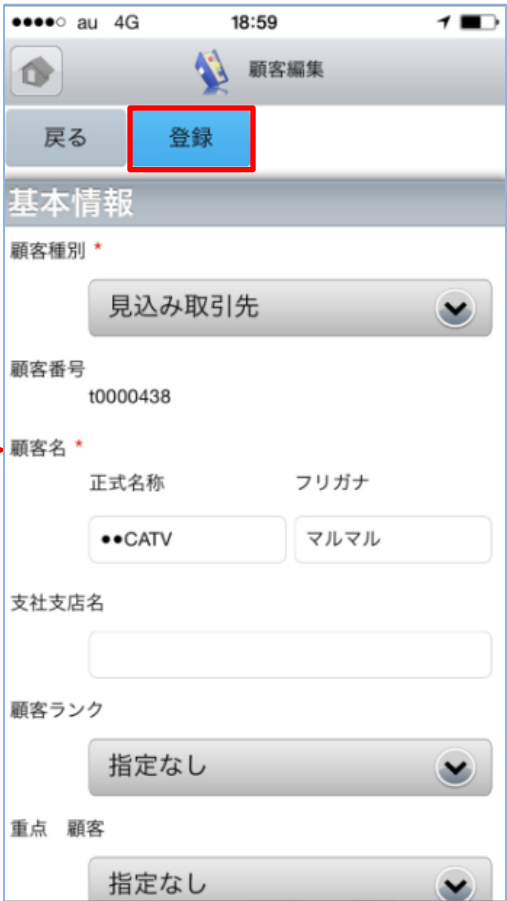 ●●●●○ au 4G 18:59
顧客編集
戻る 登録
基本情報
顧客種別 *
見込み取引先
顧客番号
t0000438
顧客名 *
正式名称 フリガナ
●●CATV マルマル
支社支店名
顧客ランク
指定なし
重点　顧客
指定なし